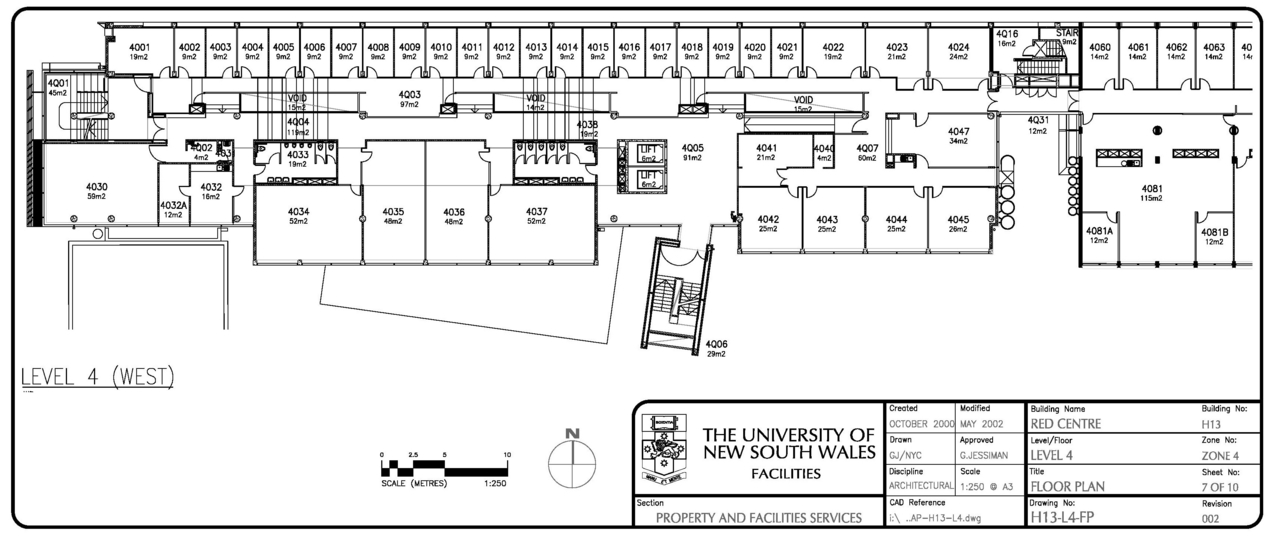 4001
19m2
4002
9m2
4003
9m2
4004
9m2
4005
9m2
4006
9m2
4007
9m2
4008
9m2
4009
9m2
4010
9m2
4011
9m2
4012
9m2
4013
9m2
4014
9m2
4015
9m2
4016
9m2
4017
9m2
4018
9m2
4019
9m2
4020
9m2
4021
9m2
4022
19m2
4023
21m2
4024
24m2
4Q16
16m2
STAIR
9m2
4060
14m2
4061
14m2
4062
14m2
4063
14m2
4Q01
45m2
VOID
15m2
4Q03
97m2
VOID
14m2
VOID
15m2
4Q04
119m2
4038
19m2
4Q31
12m2
4Q02
4m2
4033
19m2
LIFT
6m2
LIFT
6m2
4Q05
91m2
4041
21m2
4040
4m2
4Q07
60m2
4047
34m2
4030
59m2
4032A
12m2
4032
16m2
4034
52m2
4035
48m2
4036
48m2
4037
52m2
4042
25m2
4043
25m2
4044
25m2
4045
26m2
4081
115m2
4081A
12m2
4081B
12m2
4Q06
29m2
LEVEL 4 (WEST)
0 2.5 5 10
SCALE (METRES) 1:250
N
THE UNIVERSITY OF
NEW SOUTH WALES
FACILITIES
Section
PROPERTY AND FACILITIES SERVICES
Created
OCTOBER 2000
Modified
MAY 2002
Drawn
GJ/NYC
Approved
G.JESSIMAN
Discipline
ARCHITECTURAL
Scale
1:250 @ A3
CAD Reference
i:\ ..AP-H13-L4.dwg
Building Name
RED CENTRE
Building No:
H13
Level/Floor
LEVEL 4
Zone No:
ZONE 4
Title
FLOOR PLAN
Sheet No:
7 OF 10
Drawing No:
H13-L4-FP
Revision
002